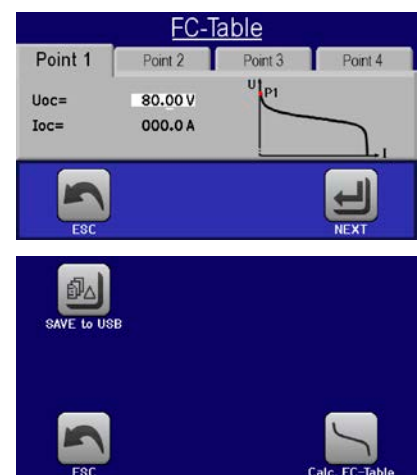 FC-Table
Point 1 Point 2 Point 3 Point 4
Uoc= 80.00 V
Ioc= 000.0 A
U
P1
I
ESC NEXT
SAVE to USB
ESC Calc. FC-Table